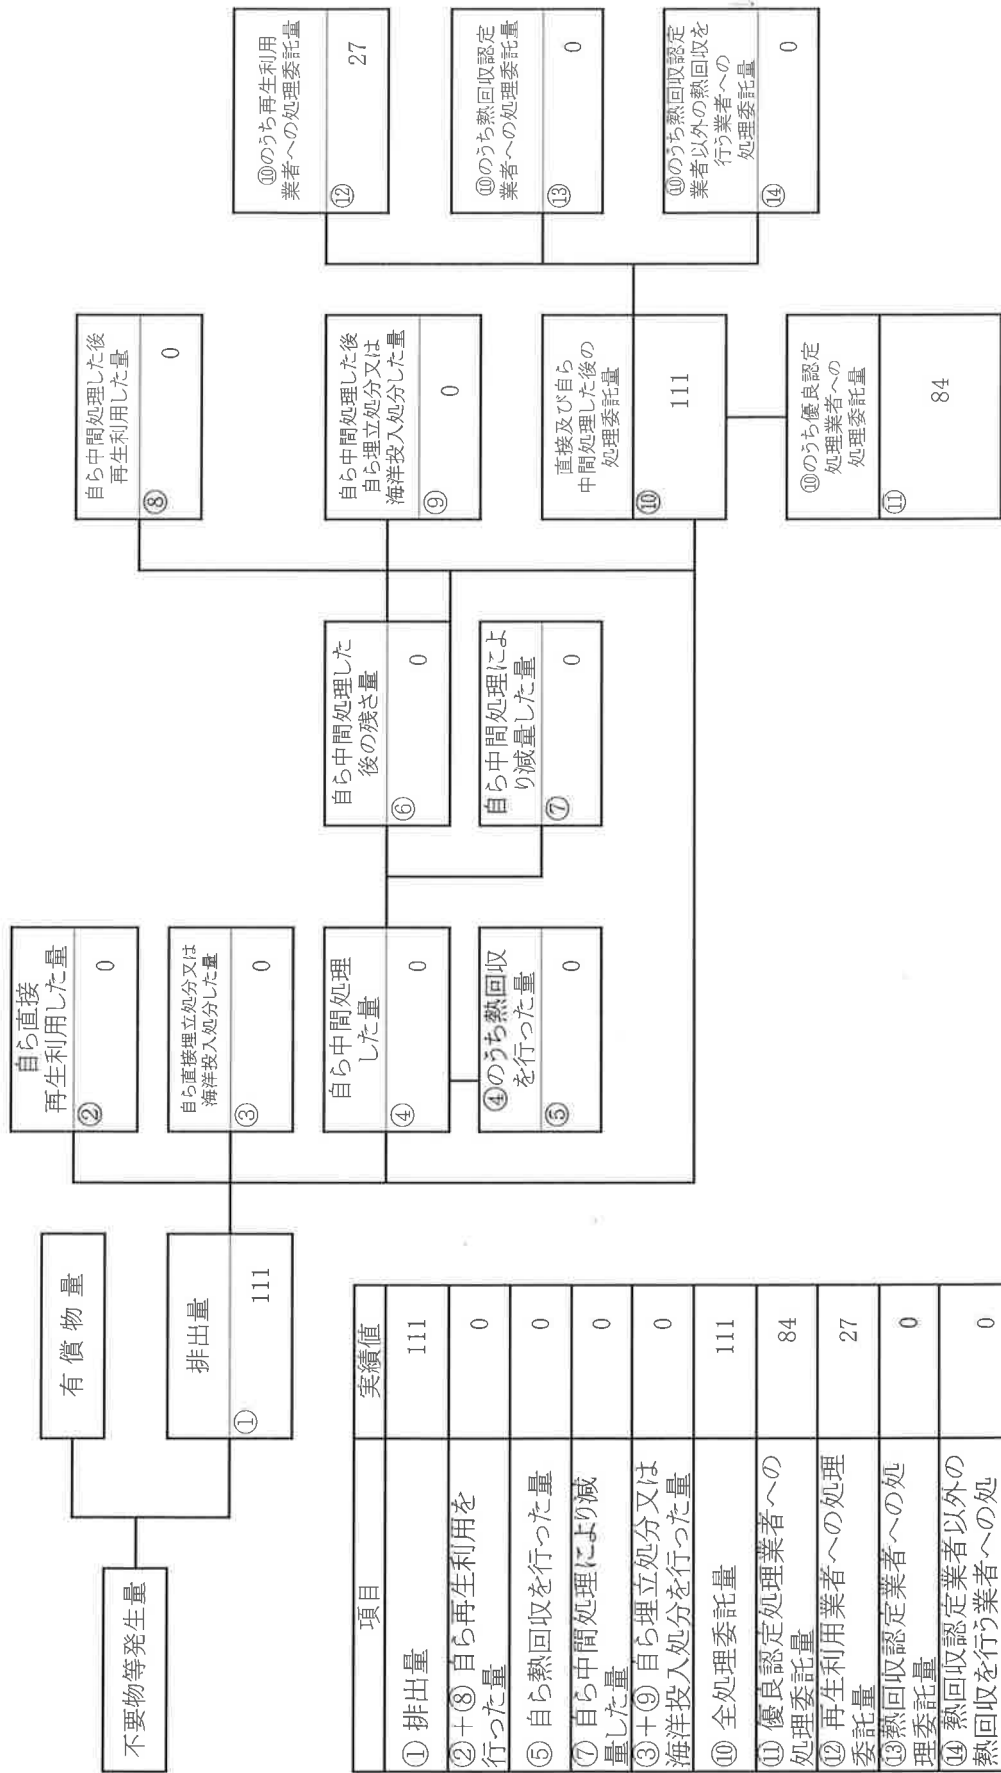 不要物等発生量
有償物量
排出量
①
111
自ら直接
再生利用した量
②
0
自ら直接埋立処分又は
海洋投入処分した量
③
0
自ら中間処理
した量
④
0
④のうち熱回収
を行った量
⑤
0
自ら中間処理した
後の残さ量
⑥
0
自ら中間処理によ
り減量した量
⑦
0
自ら中間処理した後
再生利用した量
⑧
0
自ら中間処理した後
自ら埋立処分又は
海洋投入処分した量
⑨
0
直接及び自ら
中間処理した後の
処理委託量
⑩
111
⑩のうち優良認定
処理業者への
処理委託量
⑪
84
⑩のうち再生利用
業者への処理委託量
⑫
27
⑩のうち熱回収認定
業者への処理委託量
⑬
0
⑩のうち熱回収認定
業者以外の熱回収を
行う業者への
処理委託量
⑭
0
項目 実績値
① 排出量 111
②+⑧ 自ら再生利用を
行った量 0
⑤ 自ら熱回収を行った量 0
⑦ 自ら中間処理により減
量した量 0
③+⑨ 自ら埋立処分又は
海洋投入処分を行った量 0
⑩ 全処理委託量 111
⑪ 優良認定処理業者への
処理委託量 84
⑫ 再生利用業者への処理
委託量 27
⑬熱回収認定業者への処
理委託量 0
⑭ 熱回収認定業者以外の
熱回収を行う業者への処 0